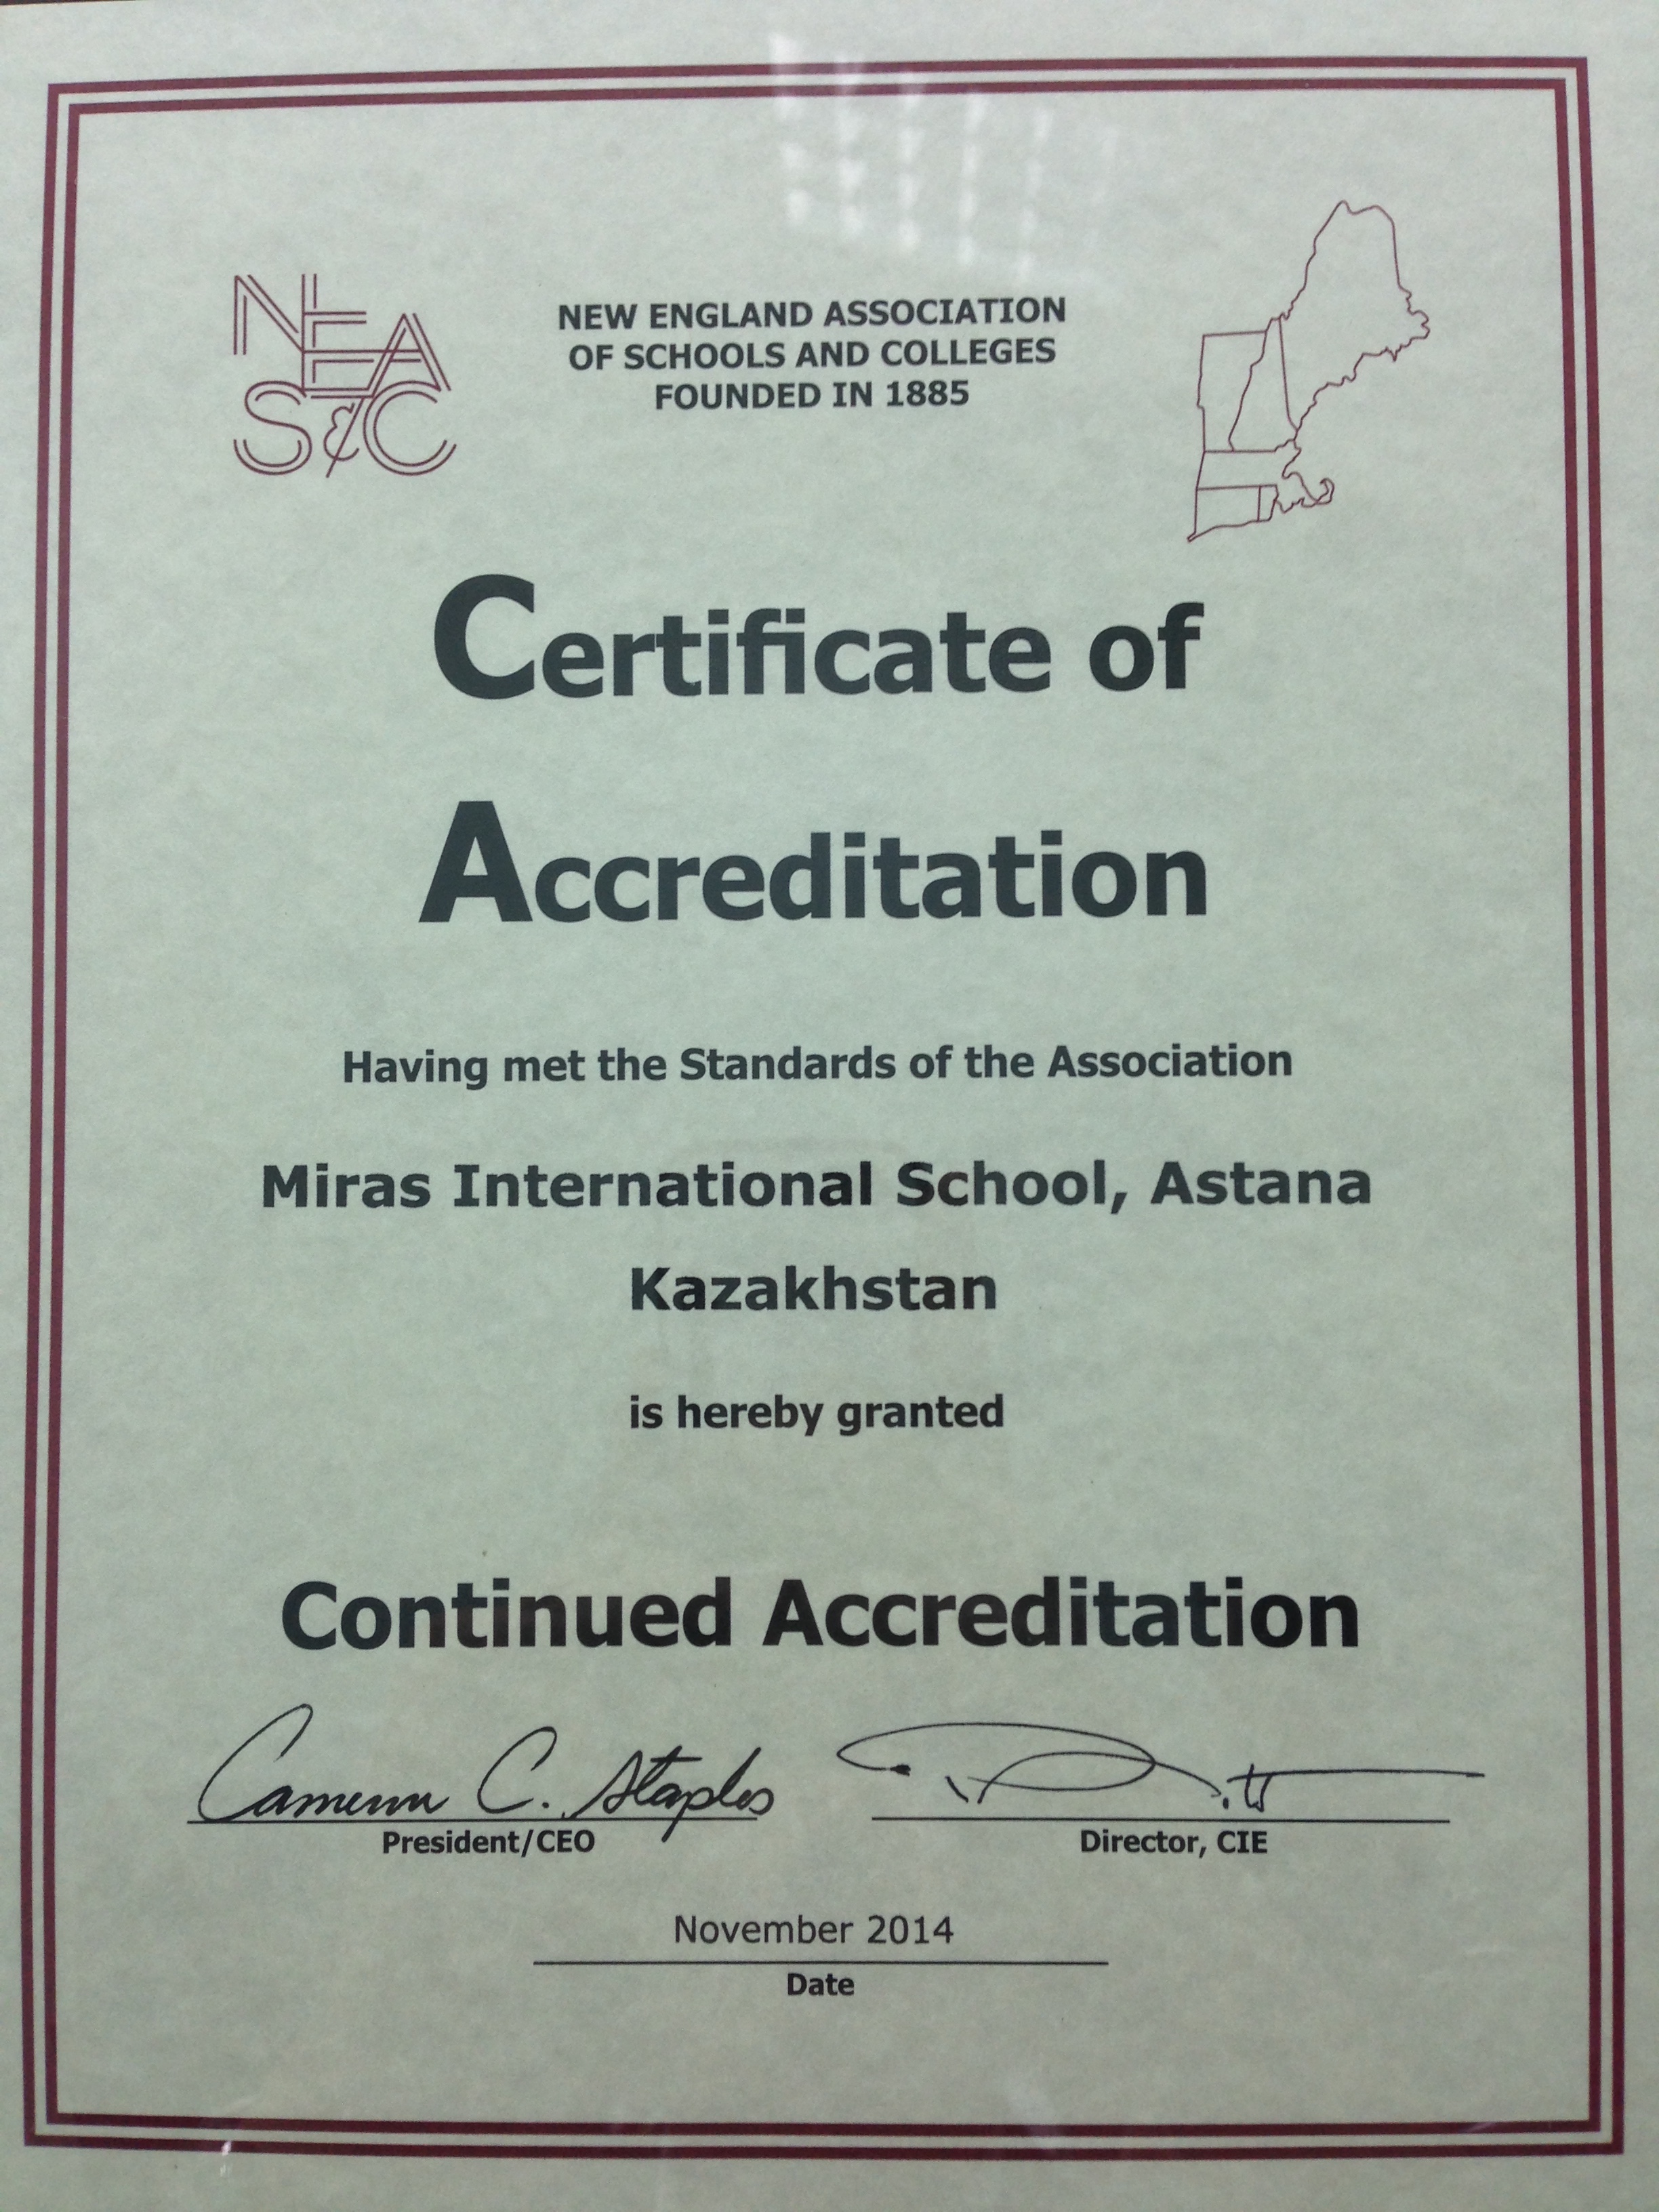 NEAS&C
NEW ENGLAND ASSOCIATION
OF SCHOOLS AND COLLEGES
FOUNDED IN 1885
Certificate of
Accreditation
Having met the Standards of the Association
Miras International School, Astana
Kazakhstan
is hereby granted
Continued Accreditation
Cameron C. Staples
President/CEO
Director, CIE
November 2014
Date